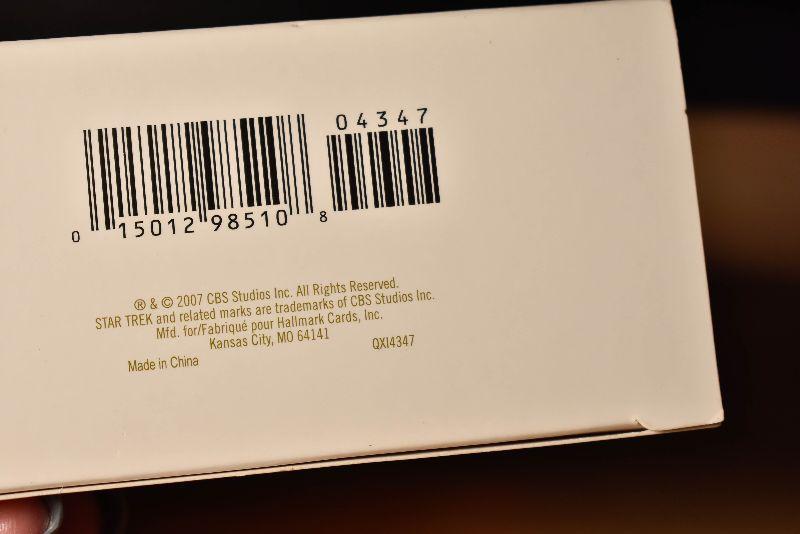 04347
0 15012 98510 8
® & © 2007 CBS Studios Inc. All Rights Reserved.
STAR TREK and related marks are trademarks of CBS Studios Inc.
Mfd. for/Fabriqué pour Hallmark Cards, Inc.
Kansas City, MO 64141
QXI4347
Made in China